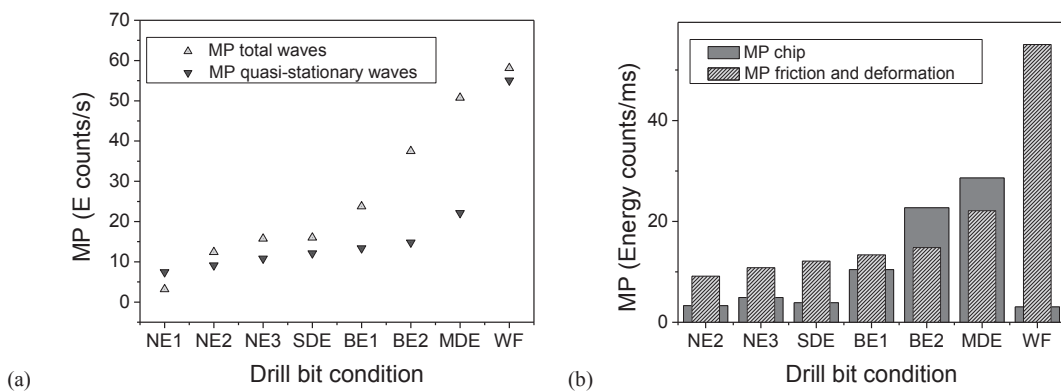 70
60
50
40
30
20
10
0
MP (E counts/s)
MP total waves
MP quasi-stationary waves
NE1 NE2 NE3 SDE BE1 BE2 MDE WF
Drill bit condition
(a)
MP (Energy counts/ms)
40
20
0
MP chip
MP friction and deformation
NE2 NE3 SDE BE1 BE2 MDE WF
Drill bit condition
(b)